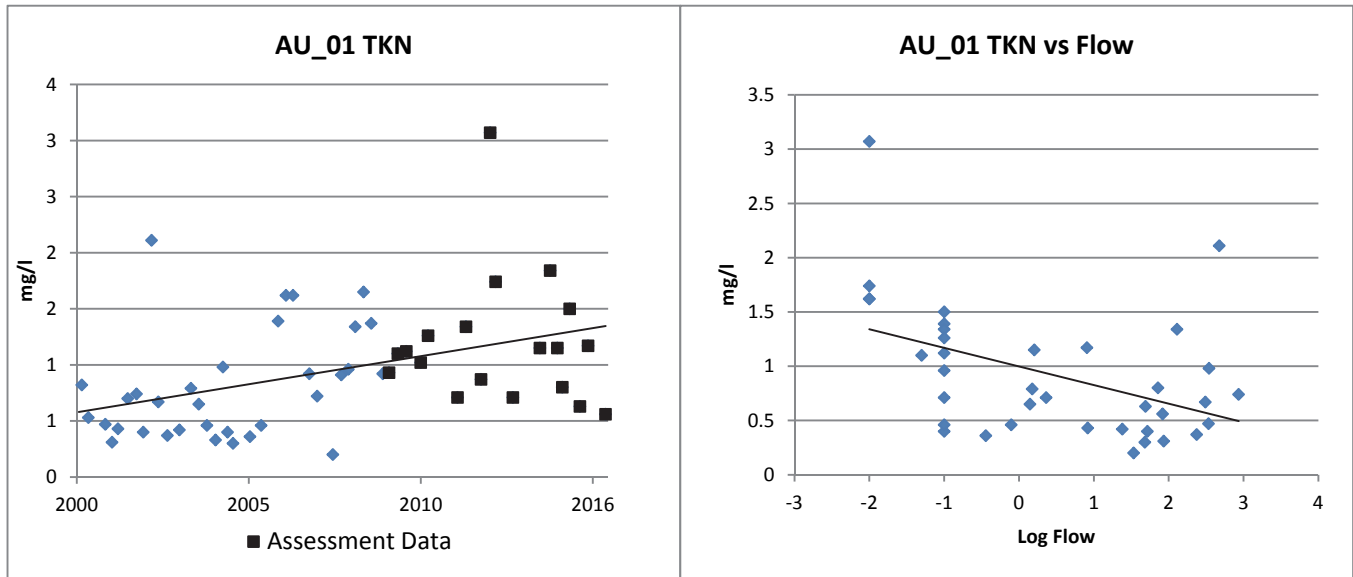 AU_01 TKN
4
3
3
2
2
1
1
0
mg/l
2000 2005 2010 2016
Assessment Data
AU_01 TKN vs Flow
3.5
3
2.5
2
1.5
1
0.5
0
mg/l
-3 -2 -1 0 1 2 3 4
Log Flow